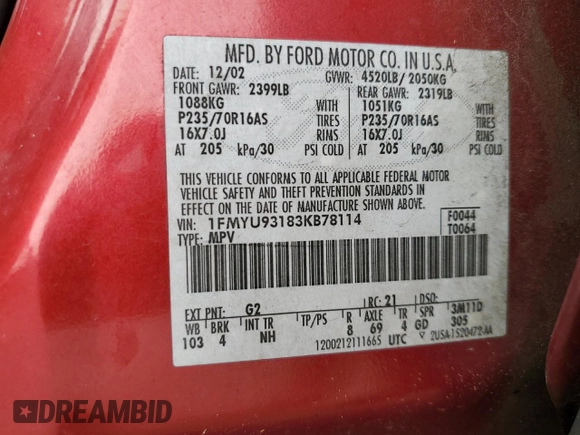 MFD. BY FORD MOTOR CO. IN U.S.A.
DATE: 12/02 GVWR: 4520LB/ 2050KG
FRONT GAWR: 2399LB REAR GAWR: 2319LB
1088KG WITH 1051KG WITH
P235/70R16AS TIRES P235/70R16AS TIRES
16X7.0J RIMS 16X7.0J RIMS
AT 205 kPa/30 PSI COLD AT 205 kPa/30 PSI COLD
THIS VEHICLE CONFORMS TO ALL APPLICABLE FEDERAL MOTOR
VEHICLE SAFETY AND THEFT PREVENTION STANDARDS IN
EFFECT ON THE DATE OF MANUFACTURE SHOWN ABOVE.
VIN: 1FMYU93183KB78114 F0044
TYPE: MPV T0064
EXT PNT: G2 RC: 21 DSO:
WB BRK INT TR TP/PS R AXLE TR SPR 3M11D
103 4 NH 8 69 4 GD 305
1200212111665 UTC 2USA-1520472-AA
DREAMBID